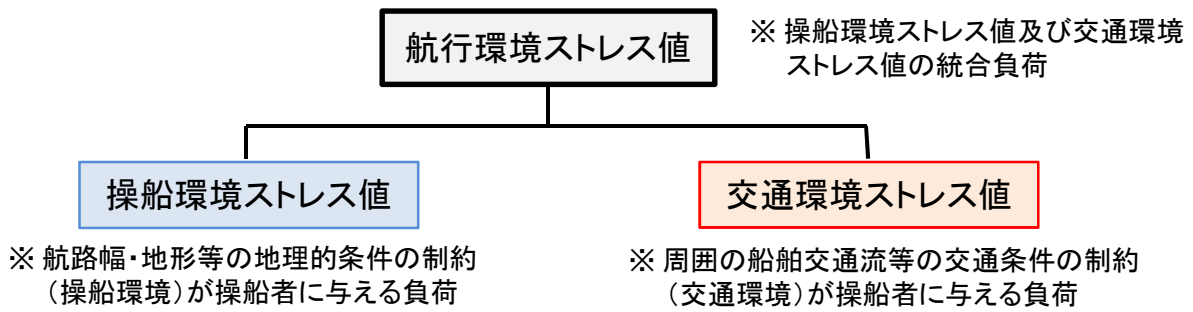 航行環境ストレス値
※ 操船環境ストレス値及び交通環境
ストレス値の統合負荷
操船環境ストレス値
交通環境ストレス値
※ 航路幅・地形等の地理的条件の制約
（操船環境）が操船者に与える負荷
※ 周囲の船舶交通流等の交通条件の制約
（交通環境）が操船者に与える負荷